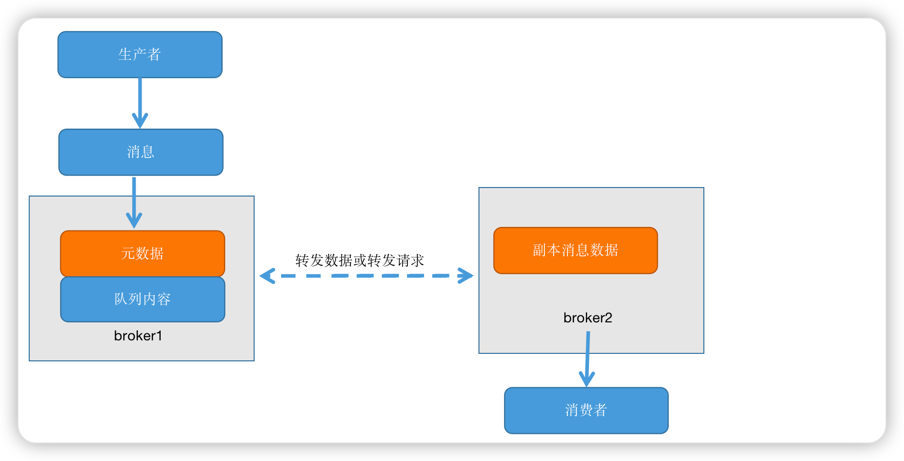 生产者
消息
元数据
队列内容
broker1
转发数据或转发请求
副本消息数据
broker2
消费者